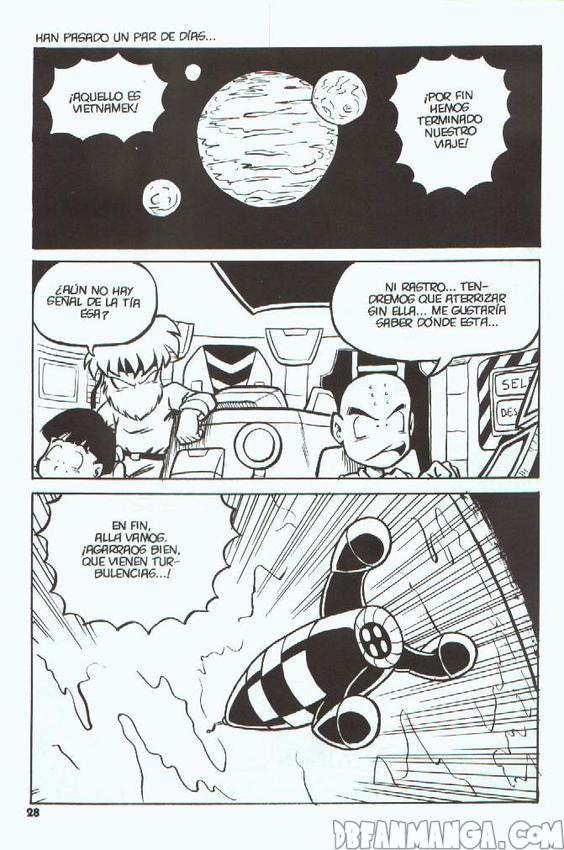 HAN PASADO UN PAR DE DÍAS...
¡AQUELLO ES
VIETNAMEK!
¡POR FIN
HEMOS
TERMINADO
NUESTRO
VIAJE!
¿AÚN NO HAY
SEÑAL DE LA TÍA
ESA?
NI RASTRO... TEN-
DREMOS QUE ATERRIZAR
SIN ELLA... ME GUSTARÍA
SABER DÓNDE ESTÁ...
SEL
DES
EN FIN,
ALLA VAMOS.
¡AGARRAOS BIEN,
QUE VIENEN TUR-
BULENCIAS...!
28
DBFANMANGA.COM